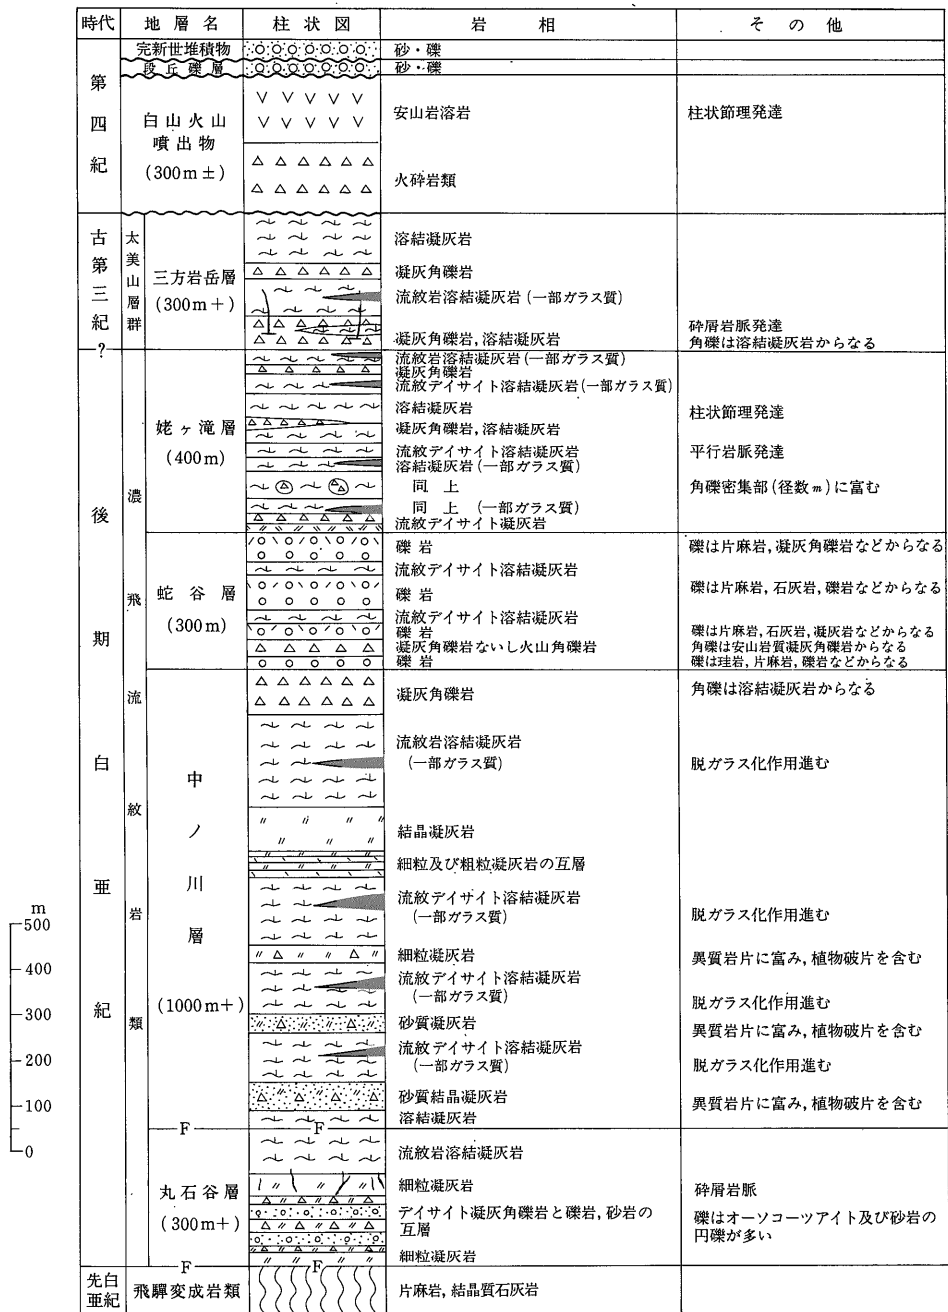 時代 地層名 柱状図 岩相 その他
第四紀
完新世堆積物 砂・礫
段丘礫層 砂・礫
白山火山
噴出物
(300m±)
安山岩溶岩 柱状節理発達
火砕岩類
古第三紀
?
太美山層群
三方岩岳層
(300m+)
溶結凝灰岩
凝灰角礫岩
流紋岩溶結凝灰岩(一部ガラス質)
砕屑岩脈発達
凝灰角礫岩,溶結凝灰岩 角礫は溶結凝灰岩からなる
後期白亜紀
濃飛流紋岩類
姥ヶ滝層
(400m)
流紋岩溶結凝灰岩(一部ガラス質)
凝灰角礫岩
流紋デイサイト溶結凝灰岩(一部ガラス質)
溶結凝灰岩 柱状節理発達
凝灰角礫岩,溶結凝灰岩
流紋デイサイト溶結凝灰岩 平行岩脈発達
溶結凝灰岩(一部ガラス質)
同上 角礫密集部(径数m)に富む
同上 (一部ガラス質)
流紋デイサイト凝灰岩
蛇谷層
(300m)
礫岩 礫は片麻岩,凝灰角礫岩などからなる
流紋デイサイト溶結凝灰岩
礫岩 礫は片麻岩,石灰岩,礫岩などからなる
流紋デイサイト溶結凝灰岩
礫岩 礫は片麻岩,石灰岩,凝灰岩などからなる
凝灰角礫岩ないし火山角礫岩 角礫は安山岩質凝灰角礫岩からなる
礫岩 礫は珪岩,片麻岩,礫岩などからなる
中ノ川層
(1000m+)
凝灰角礫岩 角礫は溶結凝灰岩からなる
流紋岩溶結凝灰岩
(一部ガラス質) 脱ガラス化作用進む
結晶凝灰岩
細粒及び粗粒凝灰岩の互層
流紋デイサイト溶結凝灰岩
(一部ガラス質) 脱ガラス化作用進む
細粒凝灰岩 異質岩片に富み,植物破片を含む
流紋デイサイト溶結凝灰岩
(一部ガラス質) 脱ガラス化作用進む
砂質凝灰岩 異質岩片に富み,植物破片を含む
流紋デイサイト溶結凝灰岩
(一部ガラス質) 脱ガラス化作用進む
砂質結晶凝灰岩 異質岩片に富み,植物破片を含む
溶結凝灰岩
F F
丸石谷層
(300m+)
流紋岩溶結凝灰岩
細粒凝灰岩 砕屑岩脈
デイサイト凝灰角礫岩と礫岩,砂岩の 礫はオーソコーツアイト及び砂岩の
互層 円礫が多い
細粒凝灰岩
F F
先白
亜紀
飛驒変成岩類 片麻岩,結晶質石灰岩
m
500
400
300
200
100
0